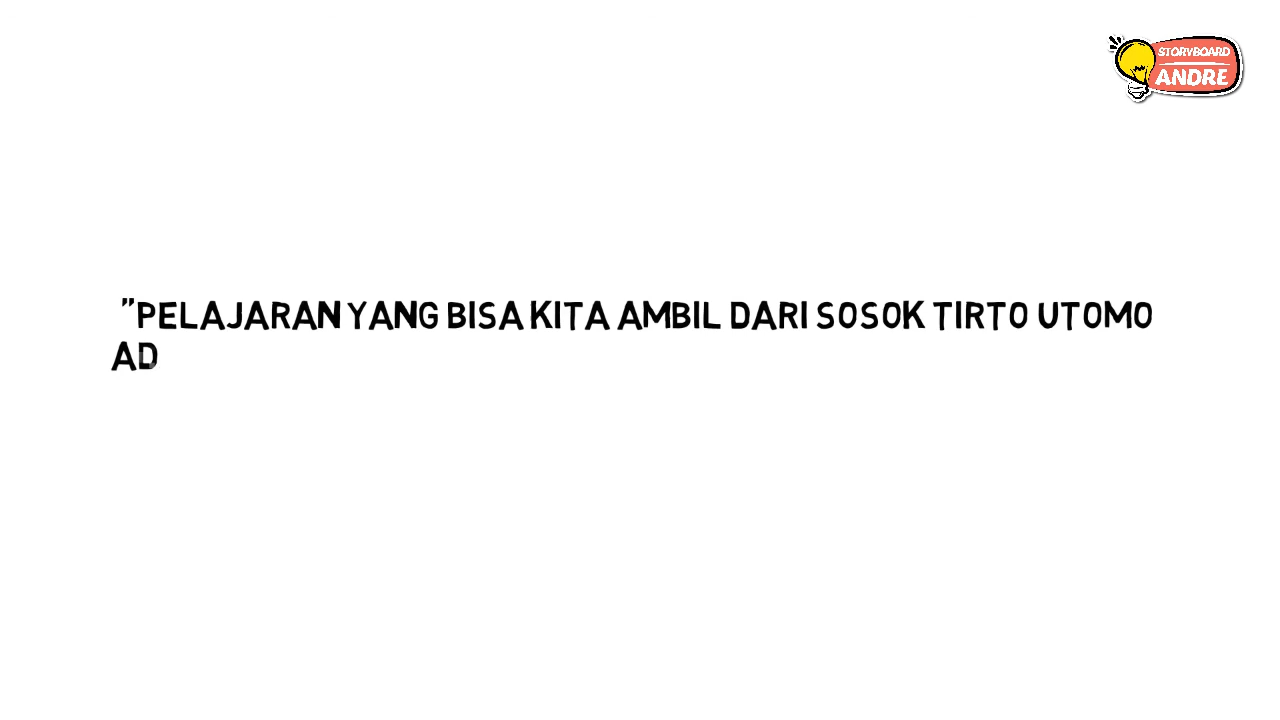 STORYBOARD
ANDRE
"PELAJARAN YANG BISA KITA AMBIL DARI SOSOK TIRTO UTOMO
AD